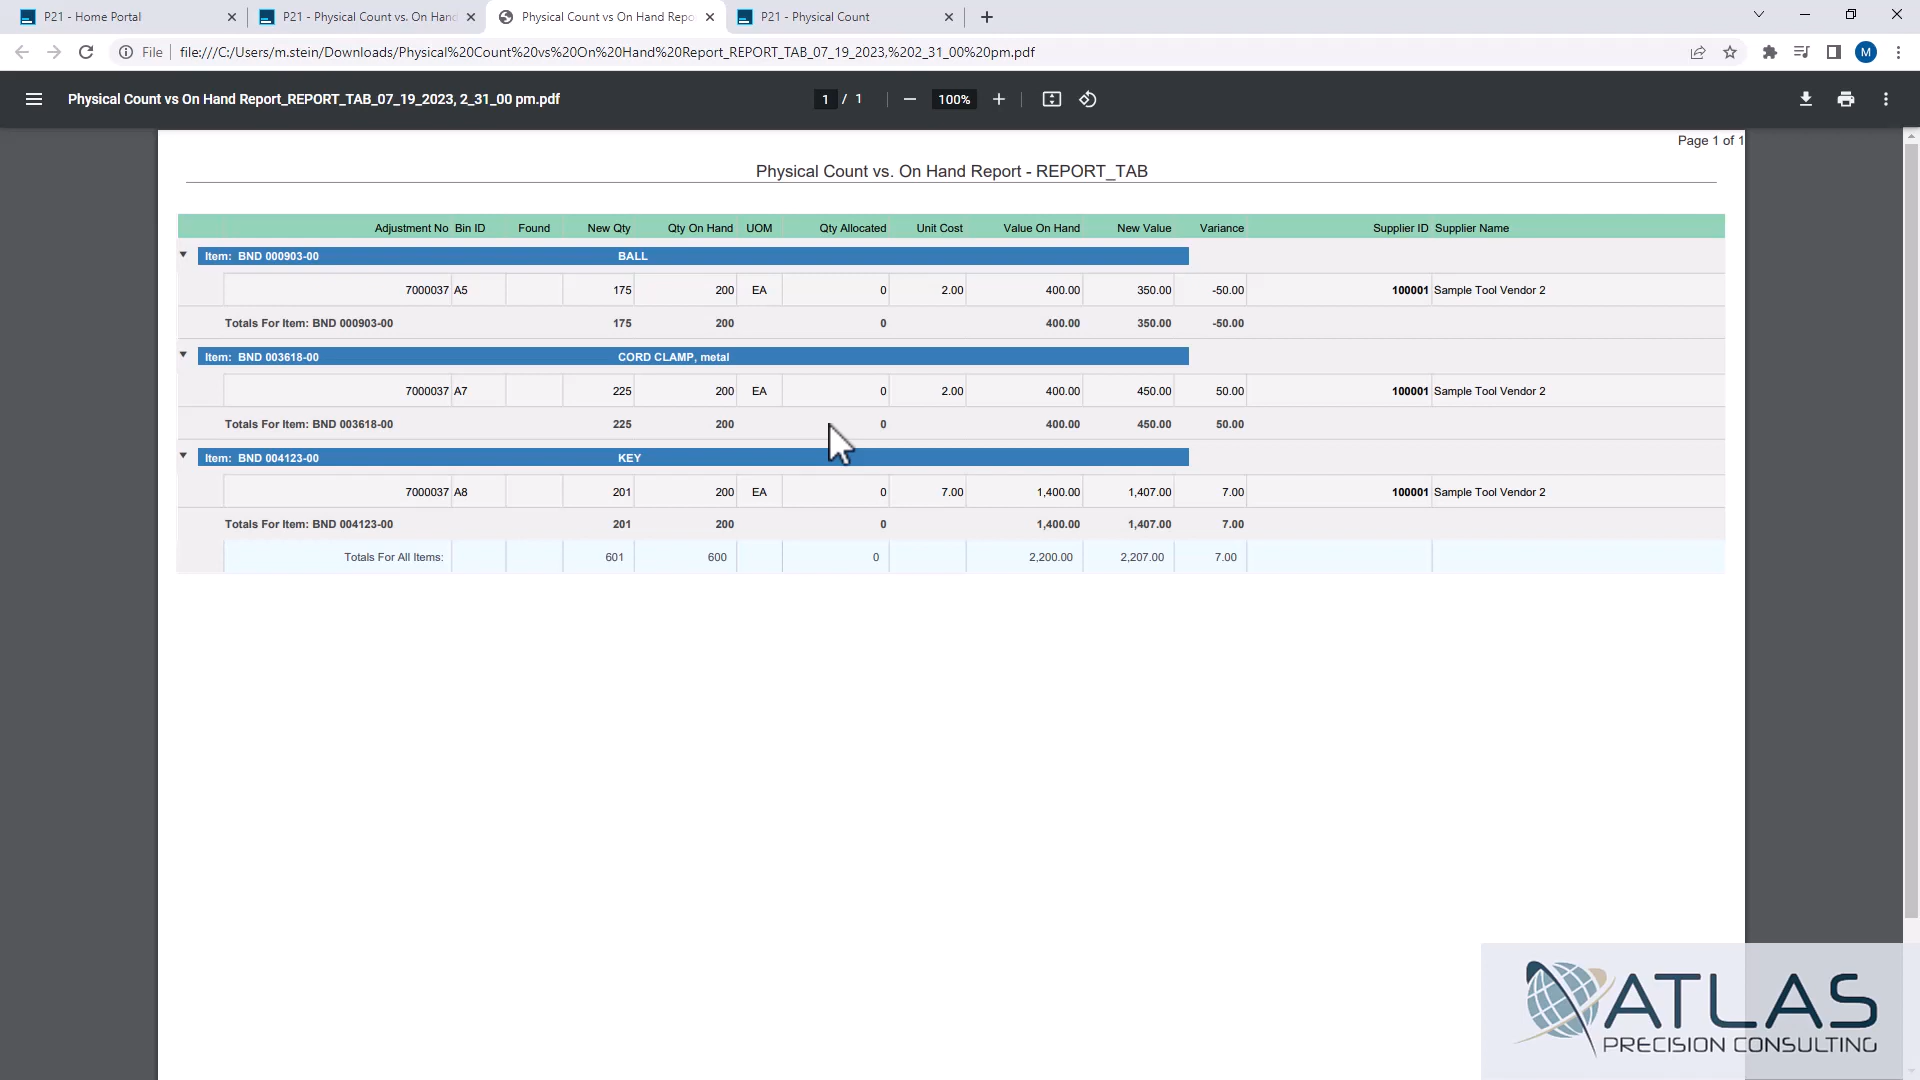 P21 - Home Portal
P21 - Physical Count vs. On Hand
Physical Count vs On Hand Repo
P21 - Physical Count
File
file:///C:/Users/m.stein/Downloads/Physical%20Count%20vs%20On%20Hand%20Report_REPORT_TAB_07_19_2023,%202_31_00%20pm.pdf
M
Physical Count vs On Hand Report_REPORT_TAB_07_19_2023, 2_31_00 pm.pdf
1 / 1
100%
Page 1 of 1
Physical Count vs. On Hand Report - REPORT_TAB
Adjustment No Bin ID Found New Qty Qty On Hand UOM Qty Allocated Unit Cost Value On Hand New Value Variance Supplier ID Supplier Name
Item: BND 000903-00 BALL
7000037 A5 175 200 EA 0 2.00 400.00 350.00 -50.00 100001 Sample Tool Vendor 2
Totals For Item: BND 000903-00 175 200 0 400.00 350.00 -50.00
Item: BND 003618-00 CORD CLAMP, metal
7000037 A7 225 200 EA 0 2.00 400.00 450.00 50.00 100001 Sample Tool Vendor 2
Totals For Item: BND 003618-00 225 200 0 400.00 450.00 50.00
Item: BND 004123-00 KEY
7000037 A8 201 200 EA 0 7.00 1,400.00 1,407.00 7.00 100001 Sample Tool Vendor 2
Totals For Item: BND 004123-00 201 200 0 1,400.00 1,407.00 7.00
Totals For All Items: 601 600 0 2,200.00 2,207.00 7.00
ATLAS
PRECISION CONSULTING